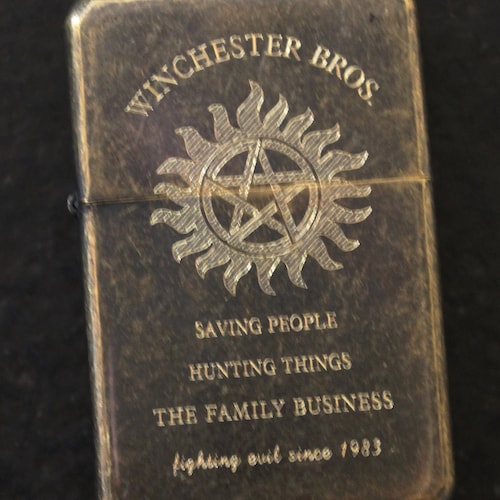 WINCHESTER BROS.
SAVING PEOPLE
HUNTING THINGS
THE FAMILY BUSINESS
fighting evil since 1983